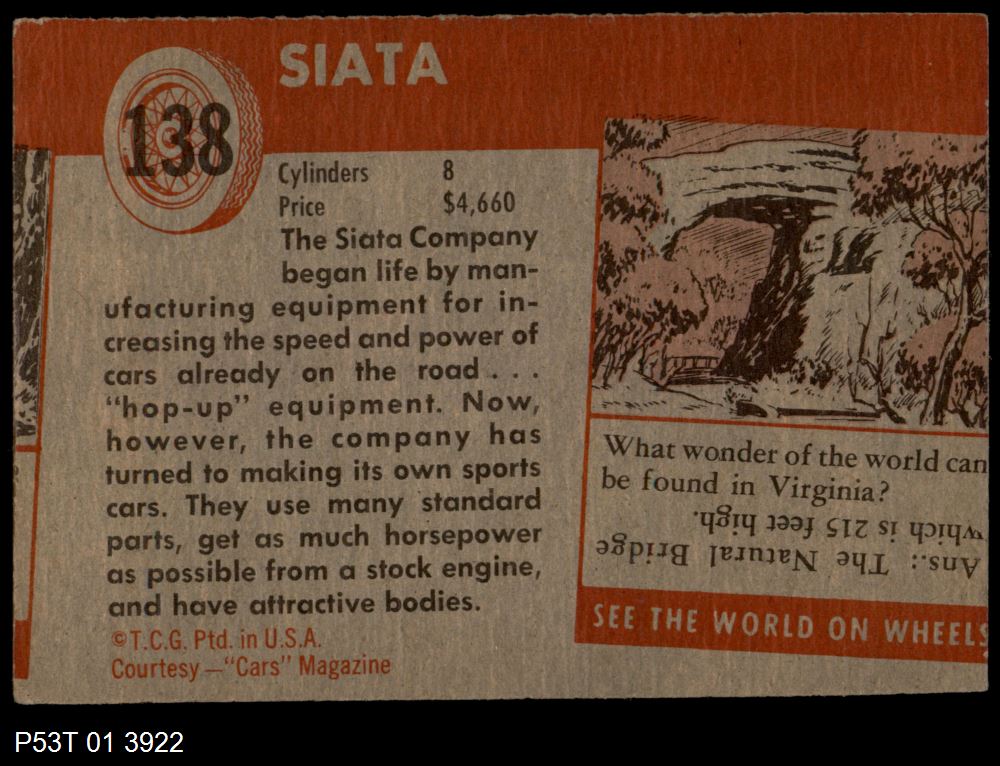 SIATA
138
Cylinders 8
Price $4,660
The Siata Company
began life by man-
ufacturing equipment for in-
creasing the speed and power of
cars already on the road . . .
“hop-up” equipment. Now,
however, the company has
turned to making its own sports
cars. They use many standard
parts, get as much horsepower
as possible from a stock engine,
and have attractive bodies.
©T.C.G. Ptd. in U.S.A.
Courtesy—“Cars” Magazine
What wonder of the world can
be found in Virginia?
Ans.: The Natural Bridge
which is 215 feet high.
SEE THE WORLD ON WHEELS
P53T 01 3922